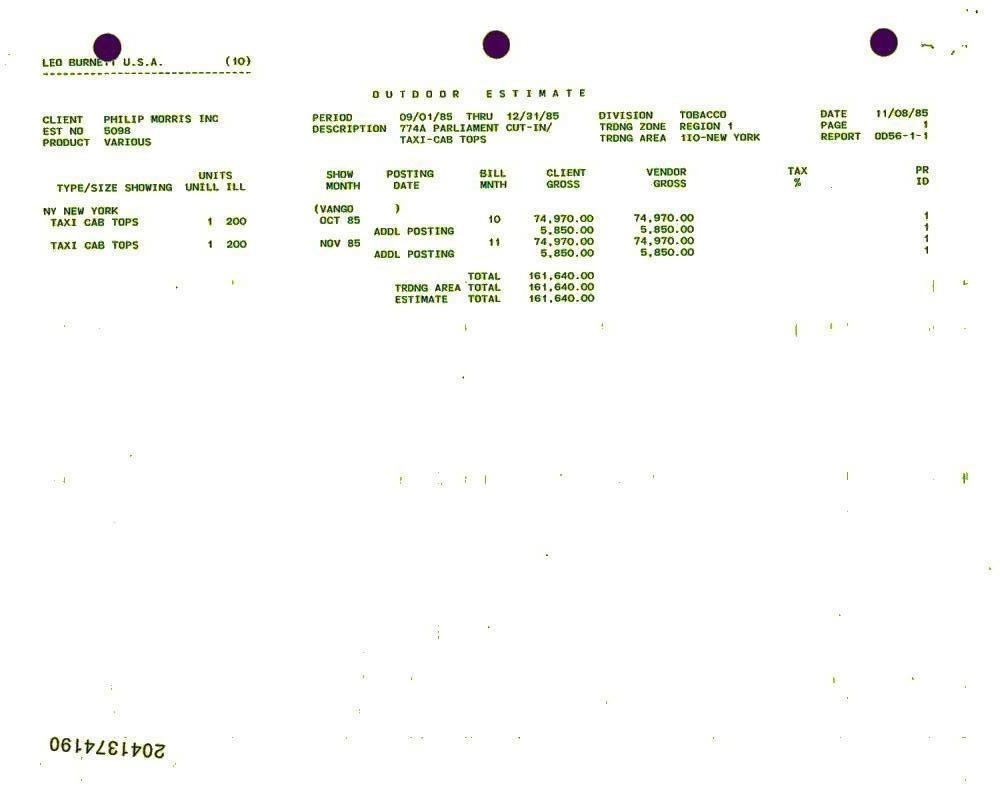 LEO BURNETT U.S.A. (10)
OUTDOOR ESTIMATE
CLIENT PHILIP MORRIS INC PERIOD 09/01/85 THRU 12/31/85 DIVISION TOBACCO DATE 11/08/85
EST NO 5098 DESCRIPTION 774A PARLIAMENT CUT-IN/ TRDNG ZONE REGION 1 PAGE 1
PRODUCT VARIOUS TAXI-CAB TOPS TRDNG AREA 110-NEW YORK REPORT OD56-1-1
UNITS SHOW POSTING BILL CLIENT VENDOR TAX PR
TYPE/SIZE SHOWING UNILL ILL MONTH DATE MNTH GROSS GROSS % ID
NY NEW YORK (VANGO )
TAXI CAB TOPS 1 200 OCT 85 10 74,970.00 74,970.00 1
ADDL POSTING 5,850.00 5,850.00 1
TAXI CAB TOPS 1 200 NOV 85 11 74,970.00 74,970.00 1
ADDL POSTING 5,850.00 5,850.00 1
TOTAL 161,640.00
TRDNG AREA TOTAL 161,640.00
ESTIMATE TOTAL 161,640.00
2041374190